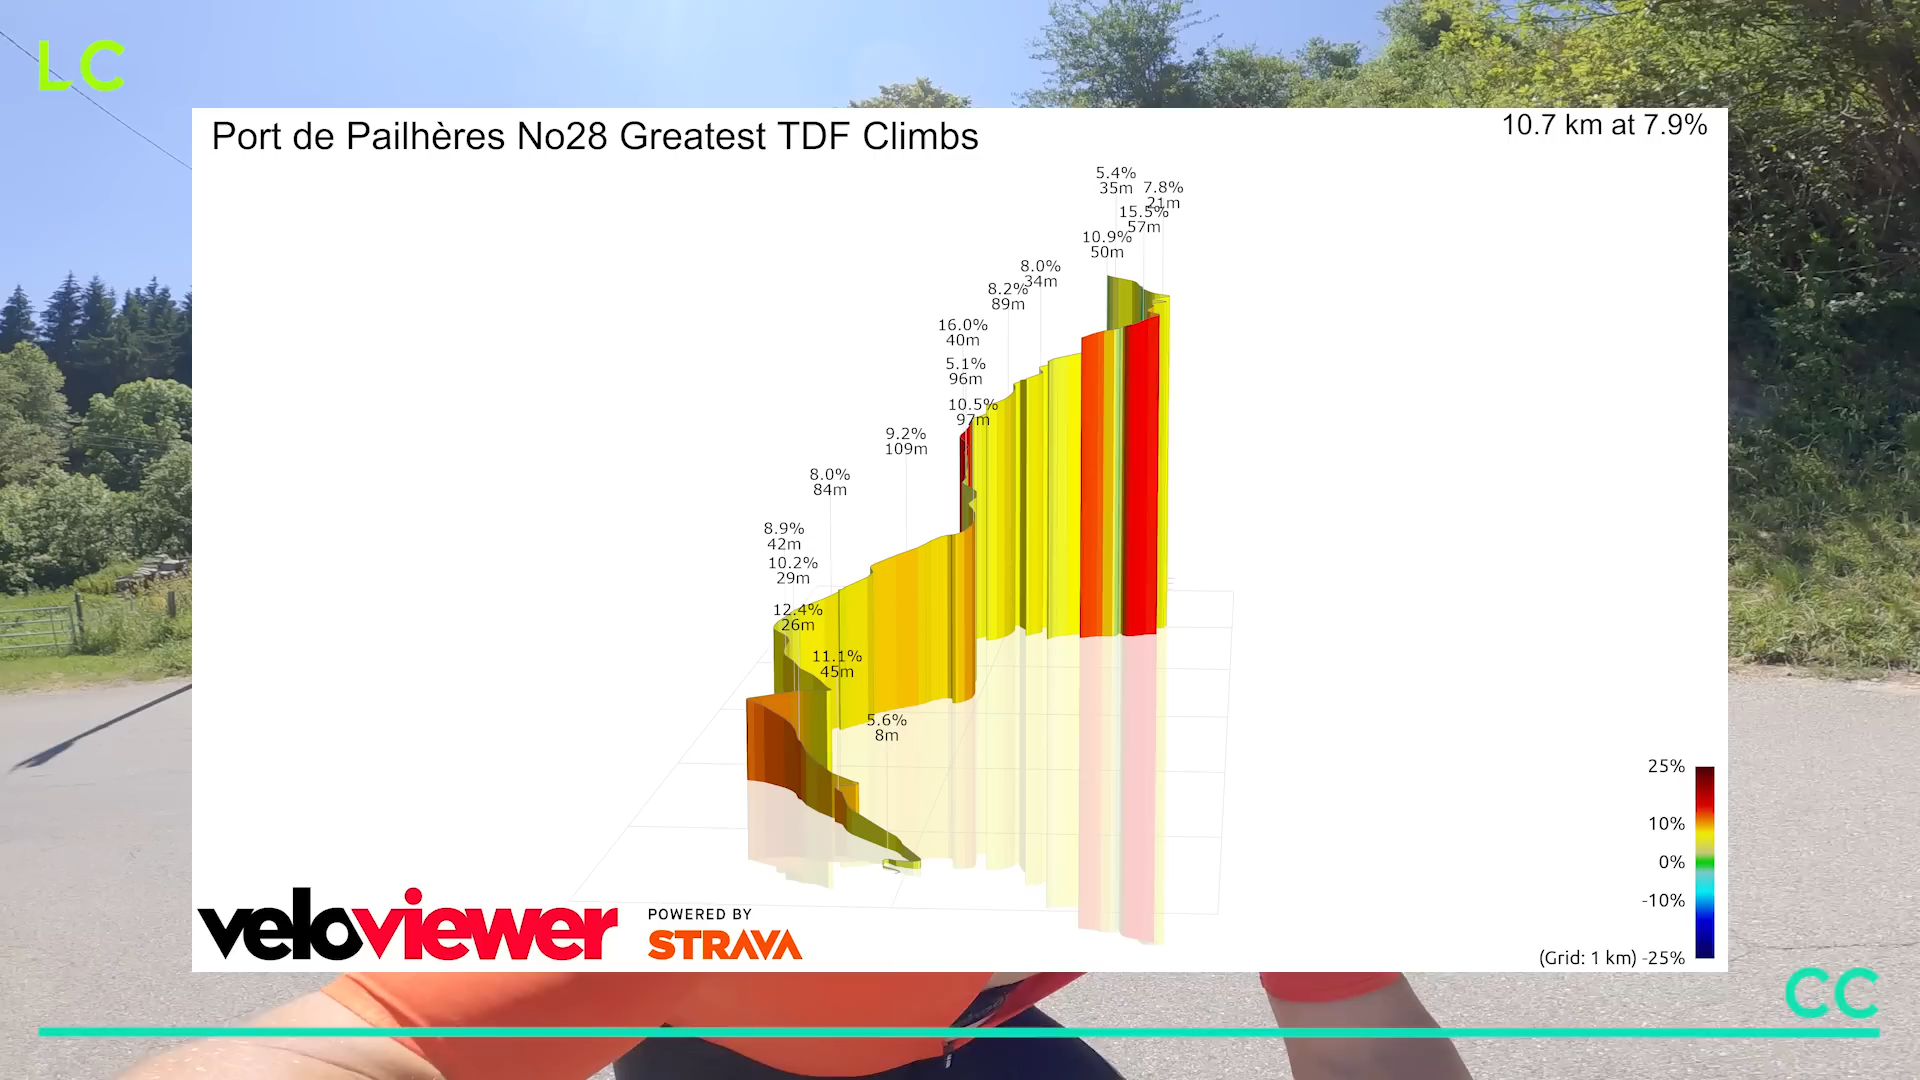 LC
Port de Pailhères No28 Greatest TDF Climbs
10.7 km at 7.9%
5.4%
35m
7.8%
21m
15.5%
57m
10.9%
50m
8.0%
34m
8.2%
89m
16.0%
40m
5.1%
96m
10.5%
97m
9.2%
109m
8.0%
84m
8.9%
42m
10.2%
29m
12.4%
26m
11.1%
45m
5.6%
8m
25%
10%
0%
-10%
(Grid: 1 km) -25%
veloviewer
POWERED BY
STRAVA
CC